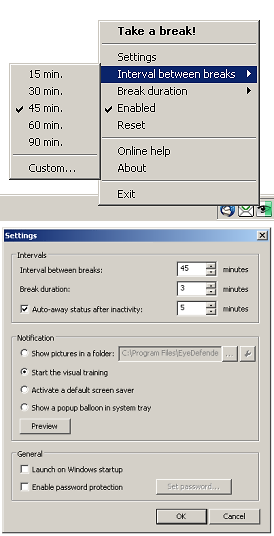 Take a break!
Settings
Interval between breaks
Break duration
Enabled
Reset
Online help
About
Exit
15 min.
30 min.
45 min.
60 min.
90 min.
Custom...
Settings
Intervals
Interval between breaks: 45 minutes
Break duration: 3 minutes
Auto-away status after inactivity: 5 minutes
Notification
Show pictures in a folder: C:\Program Files\EyeDefende ...
Start the visual training
Activate a default screen saver
Show a popup balloon in system tray
Preview
General
Launch on Windows startup
Enable password protection Set password...
OK Cancel